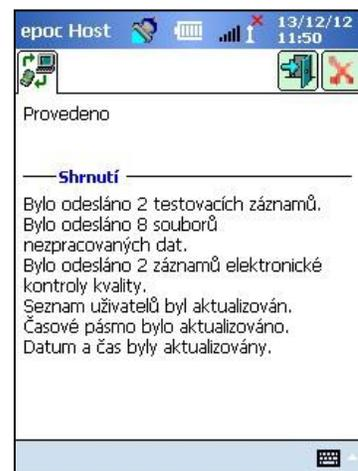 epoc Host 13/12/12
11:50
Provedeno
Shrnutí
Bylo odesláno 2 testovacích záznamů.
Bylo odesláno 8 souborů
nezpracovaných dat.
Bylo odesláno 2 záznamů elektronické
kontroly kvality.
Seznam uživatelů byl aktualizován.
Časové pásmo bylo aktualizováno.
Datum a čas byly aktualizovány.